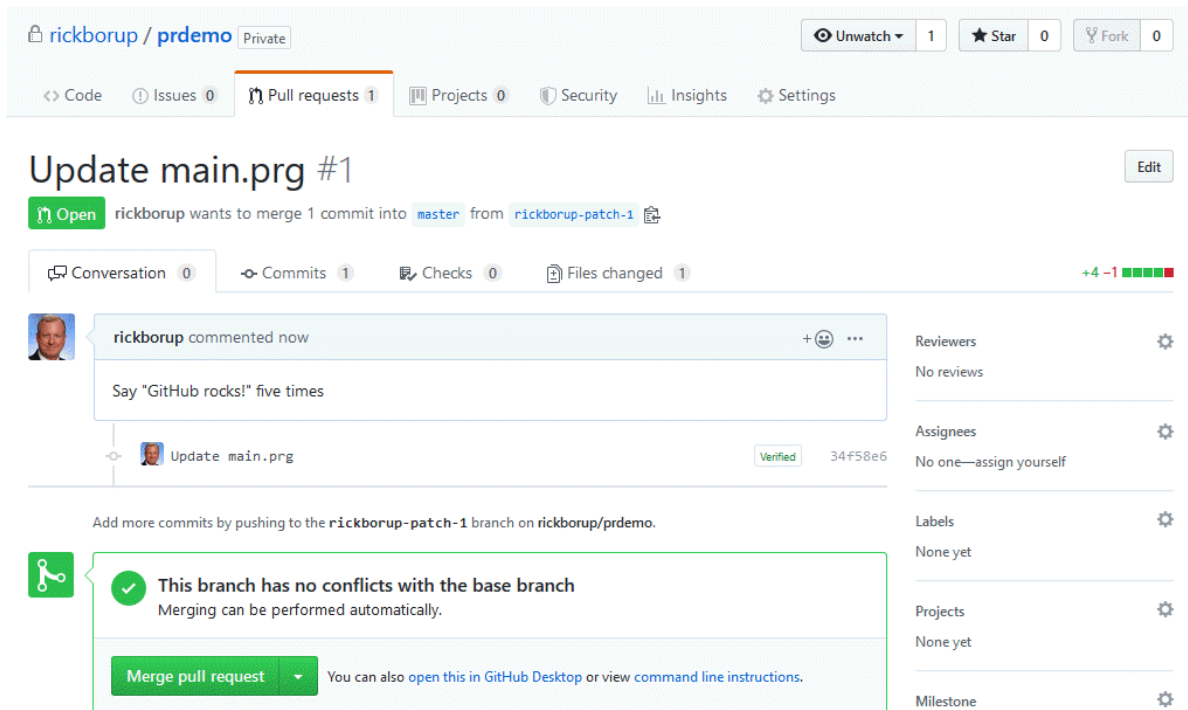 rickborup / prdemo Private
Unwatch 1 Star 0 Fork 0
Code Issues 0 Pull requests 1 Projects 0 Security Insights Settings
Update main.prg #1
Edit
Open rickborup wants to merge 1 commit into master from rickborup-patch-1
Conversation 0 Commits 1 Checks 0 Files changed 1 +4 −1
rickborup commented now
Say "GitHub rocks!" five times
Update main.prg Verified 34f58e6
Add more commits by pushing to the rickborup-patch-1 branch on rickborup/prdemo.
This branch has no conflicts with the base branch
Merging can be performed automatically.
Merge pull request You can also open this in GitHub Desktop or view command line instructions.
Reviewers
No reviews
Assignees
No one—assign yourself
Labels
None yet
Projects
None yet
Milestone